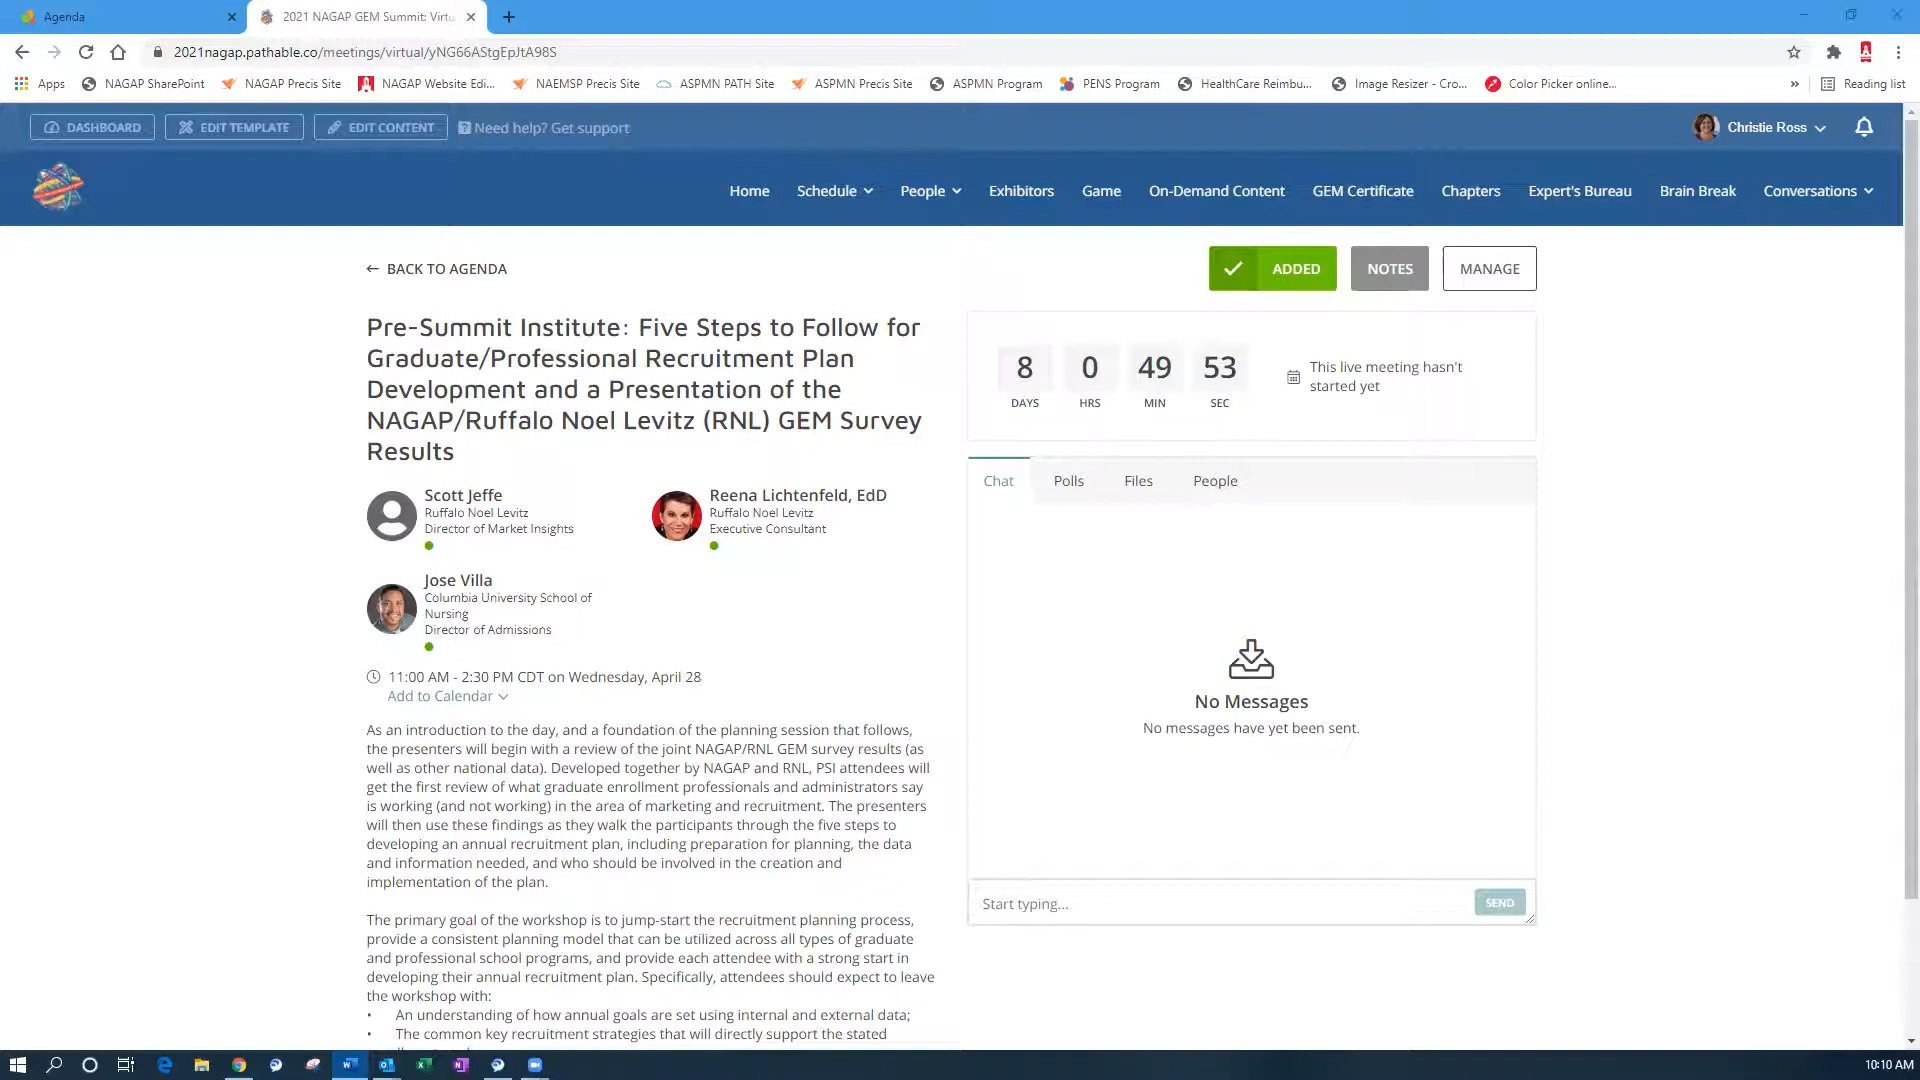 Agenda
2021 NAGAP GEM Summit: Virtu
2021nagap.pathable.co/meetings/virtual/yNG66AStgEpJtA98S
Apps
NAGAP SharePoint
NAGAP Precis Site
NAGAP Website Edi...
NAEMSP Precis Site
ASPMN PATH Site
ASPMN Precis Site
ASPMN Program
PENS Program
HealthCare Reimbu...
Image Resizer - Cro...
Color Picker online...
»
Reading list
DASHBOARD
EDIT TEMPLATE
EDIT CONTENT
Need help? Get support
Christie Ross
Home
Schedule
People
Exhibitors
Game
On-Demand Content
GEM Certificate
Chapters
Expert's Bureau
Brain Break
Conversations
BACK TO AGENDA
ADDED
NOTES
MANAGE
Pre-Summit Institute: Five Steps to Follow for
Graduate/Professional Recruitment Plan
Development and a Presentation of the
NAGAP/Ruffalo Noel Levitz (RNL) GEM Survey
Results
Scott Jeffe
Ruffalo Noel Levitz
Director of Market Insights
Reena Lichtenfeld, EdD
Ruffalo Noel Levitz
Executive Consultant
Jose Villa
Columbia University School of
Nursing
Director of Admissions
11:00 AM - 2:30 PM CDT on Wednesday, April 28
Add to Calendar
As an introduction to the day, and a foundation of the planning session that follows,
the presenters will begin with a review of the joint NAGAP/RNL GEM survey results (as
well as other national data). Developed together by NAGAP and RNL, PSI attendees will
get the first review of what graduate enrollment professionals and administrators say
is working (and not working) in the area of marketing and recruitment. The presenters
will then use these findings as they walk the participants through the five steps to
developing an annual recruitment plan, including preparation for planning, the data
and information needed, and who should be involved in the creation and
implementation of the plan.
The primary goal of the workshop is to jump-start the recruitment planning process,
provide a consistent planning model that can be utilized across all types of graduate
and professional school programs, and provide each attendee with a strong start in
developing their annual recruitment plan. Specifically, attendees should expect to leave
the workshop with:
• An understanding of how annual goals are set using internal and external data;
• The common key recruitment strategies that will directly support the stated
8 0 49 53
DAYS HRS MIN SEC
This live meeting hasn't
started yet
Chat
Polls
Files
People
No Messages
No messages have yet been sent.
Start typing...
SEND
10:10 AM